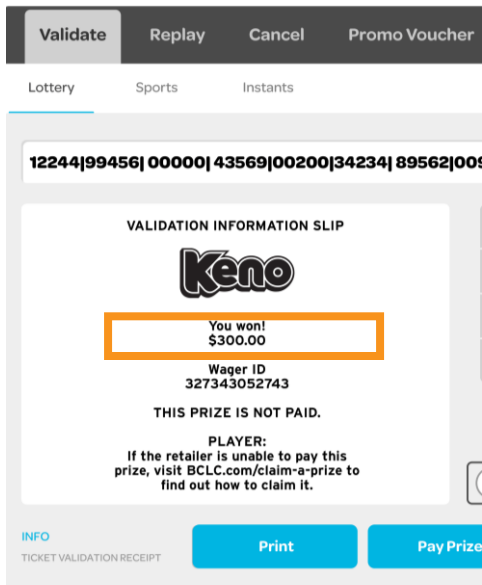 Validate Replay Cancel Promo Voucher
Lottery Sports Instants
12244|99456| 00000| 43569|00200|34234| 89562|009
VALIDATION INFORMATION SLIP
Keno
You won!
$300.00
Wager ID
327343052743
THIS PRIZE IS NOT PAID.
PLAYER:
If the retailer is unable to pay this
prize, visit BCLC.com/claim-a-prize to
find out how to claim it.
INFO
TICKET VALIDATION RECEIPT
Print Pay Prize